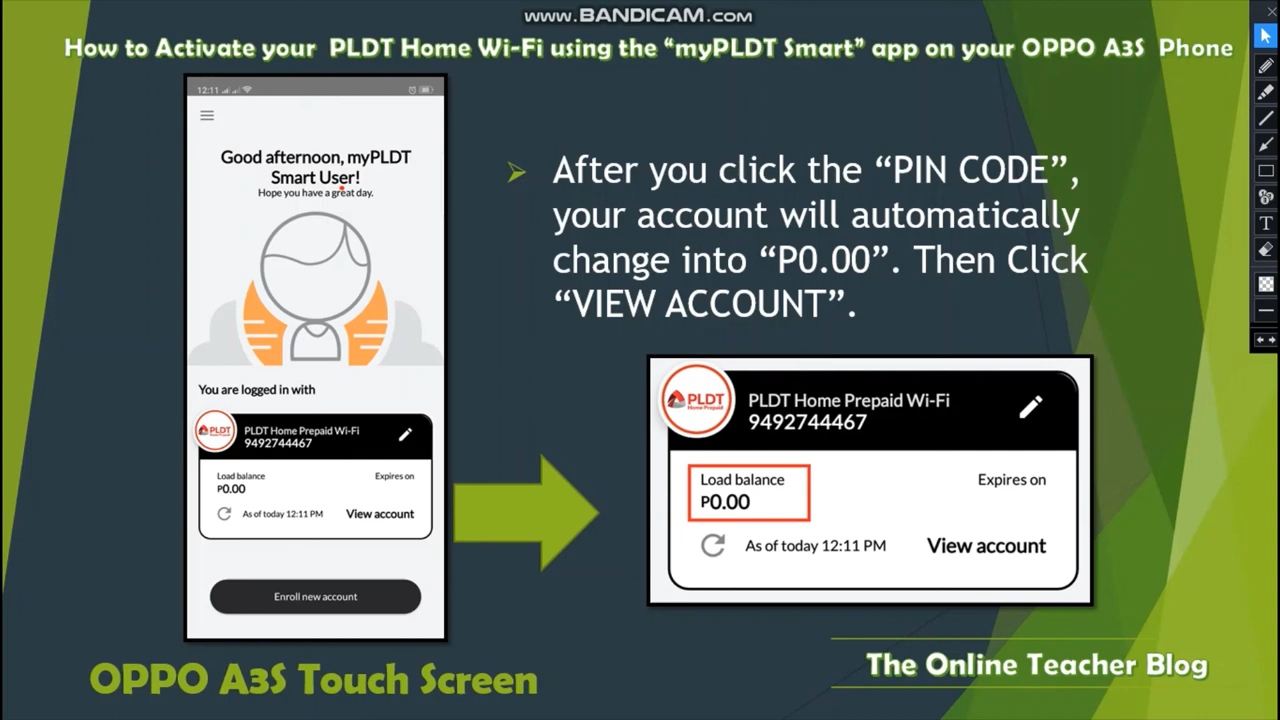 www.BANDICAM.com
How to Activate your PLDT Home Wi-Fi using the “myPLDT Smart” app on your OPPO A3S Phone
12:11
Good afternoon, myPLDT
Smart User!
Hope you have a great day.
You are logged in with
PLDT
Home Prepaid
PLDT Home Prepaid Wi-Fi
9492744467
Load balance
Expires on
₱0.00
As of today 12:11 PM
View account
Enroll new account
After you click the “PIN CODE”,
your account will automatically
change into “P0.00”. Then Click
“VIEW ACCOUNT”.
PLDT
Home Prepaid
PLDT Home Prepaid Wi-Fi
9492744467
Load balance
Expires on
₱0.00
As of today 12:11 PM
View account
OPPO A3S Touch Screen
The Online Teacher Blog